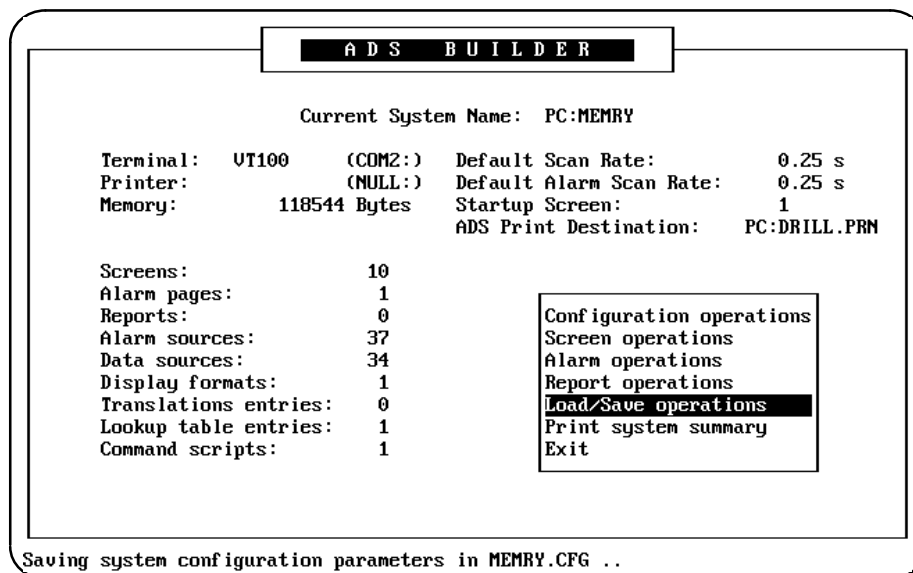 ADS BUILDER
Current System Name: PC:MEMRY
Terminal: VT100 (COM2:) Default Scan Rate: 0.25 s
Printer: (NULL:) Default Alarm Scan Rate: 0.25 s
Memory: 118544 Bytes Startup Screen: 1
ADS Print Destination: PC:DRILL.PRN
Screens: 10
Alarm pages: 1
Reports: 0
Alarm sources: 37
Data sources: 34
Display formats: 1
Translations entries: 0
Lookup table entries: 1
Command scripts: 1
Configuration operations
Screen operations
Alarm operations
Report operations
Load/Save operations
Print system summary
Exit
Saving system configuration parameters in MEMRY.CFG ..